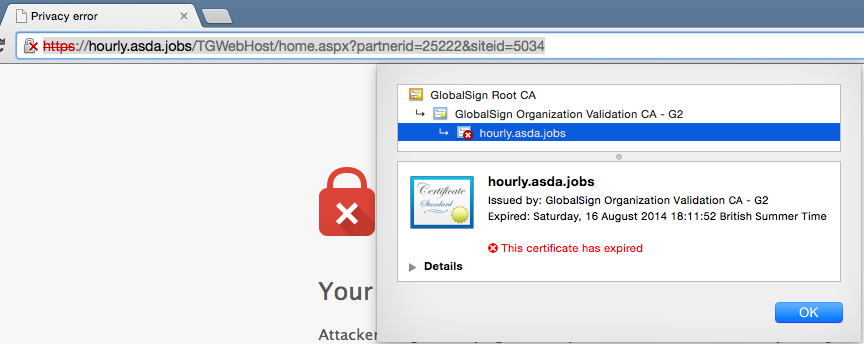 Privacy error
https://hourly.asda.jobs/TGWebHost/home.aspx?partnerid=25222&siteid=5034
GlobalSign Root CA
GlobalSign Organization Validation CA - G2
hourly.asda.jobs
Certificate
Standard
hourly.asda.jobs
Issued by: GlobalSign Organization Validation CA - G2
Expired: Saturday, 16 August 2014 18:11:52 British Summer Time
This certificate has expired
Details
OK
Your
Attacker